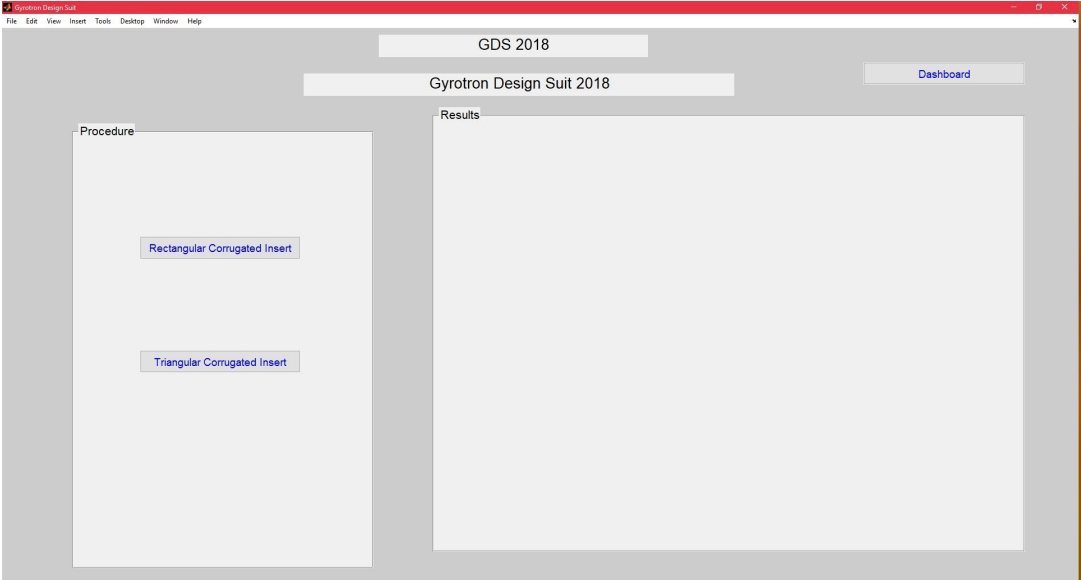 Gyrotron Design Suit
File Edit View Insert Tools Desktop Window Help
GDS 2018
Gyrotron Design Suit 2018
Dashboard
Procedure
Rectangular Corrugated Insert
Triangular Corrugated Insert
Results